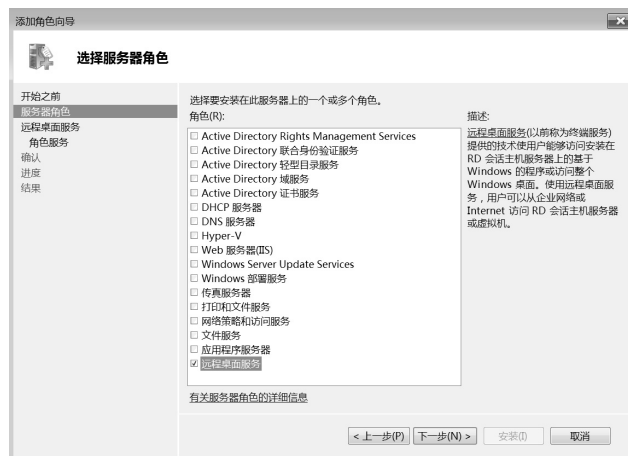 添加角色向导
选择服务器角色
开始之前
服务器角色
远程桌面服务
角色服务
确认
进度
结果
选择要安装在此服务器上的一个或多个角色。
角色(R):
Active Directory Rights Management Services
Active Directory 联合身份验证服务
Active Directory 轻型目录服务
Active Directory 域服务
Active Directory 证书服务
DHCP 服务器
DNS 服务器
Hyper-V
Web 服务器(IIS)
Windows Server Update Services
Windows 部署服务
传真服务器
打印和文件服务
网络策略和访问服务
文件服务
应用程序服务器
远程桌面服务
有关服务器角色的详细信息
描述:
远程桌面服务(以前称为终端服务)
提供的技术使用户能够访问安装在
RD 会话主机服务器上的基于
Windows 的程序或访问整个
Windows 桌面。使用远程桌面服
务，用户可以从企业网络或
Internet 访问 RD 会话主机服务器
或虚拟机。
< 上一步(P)
下一步(N) >
安装(I)
取消